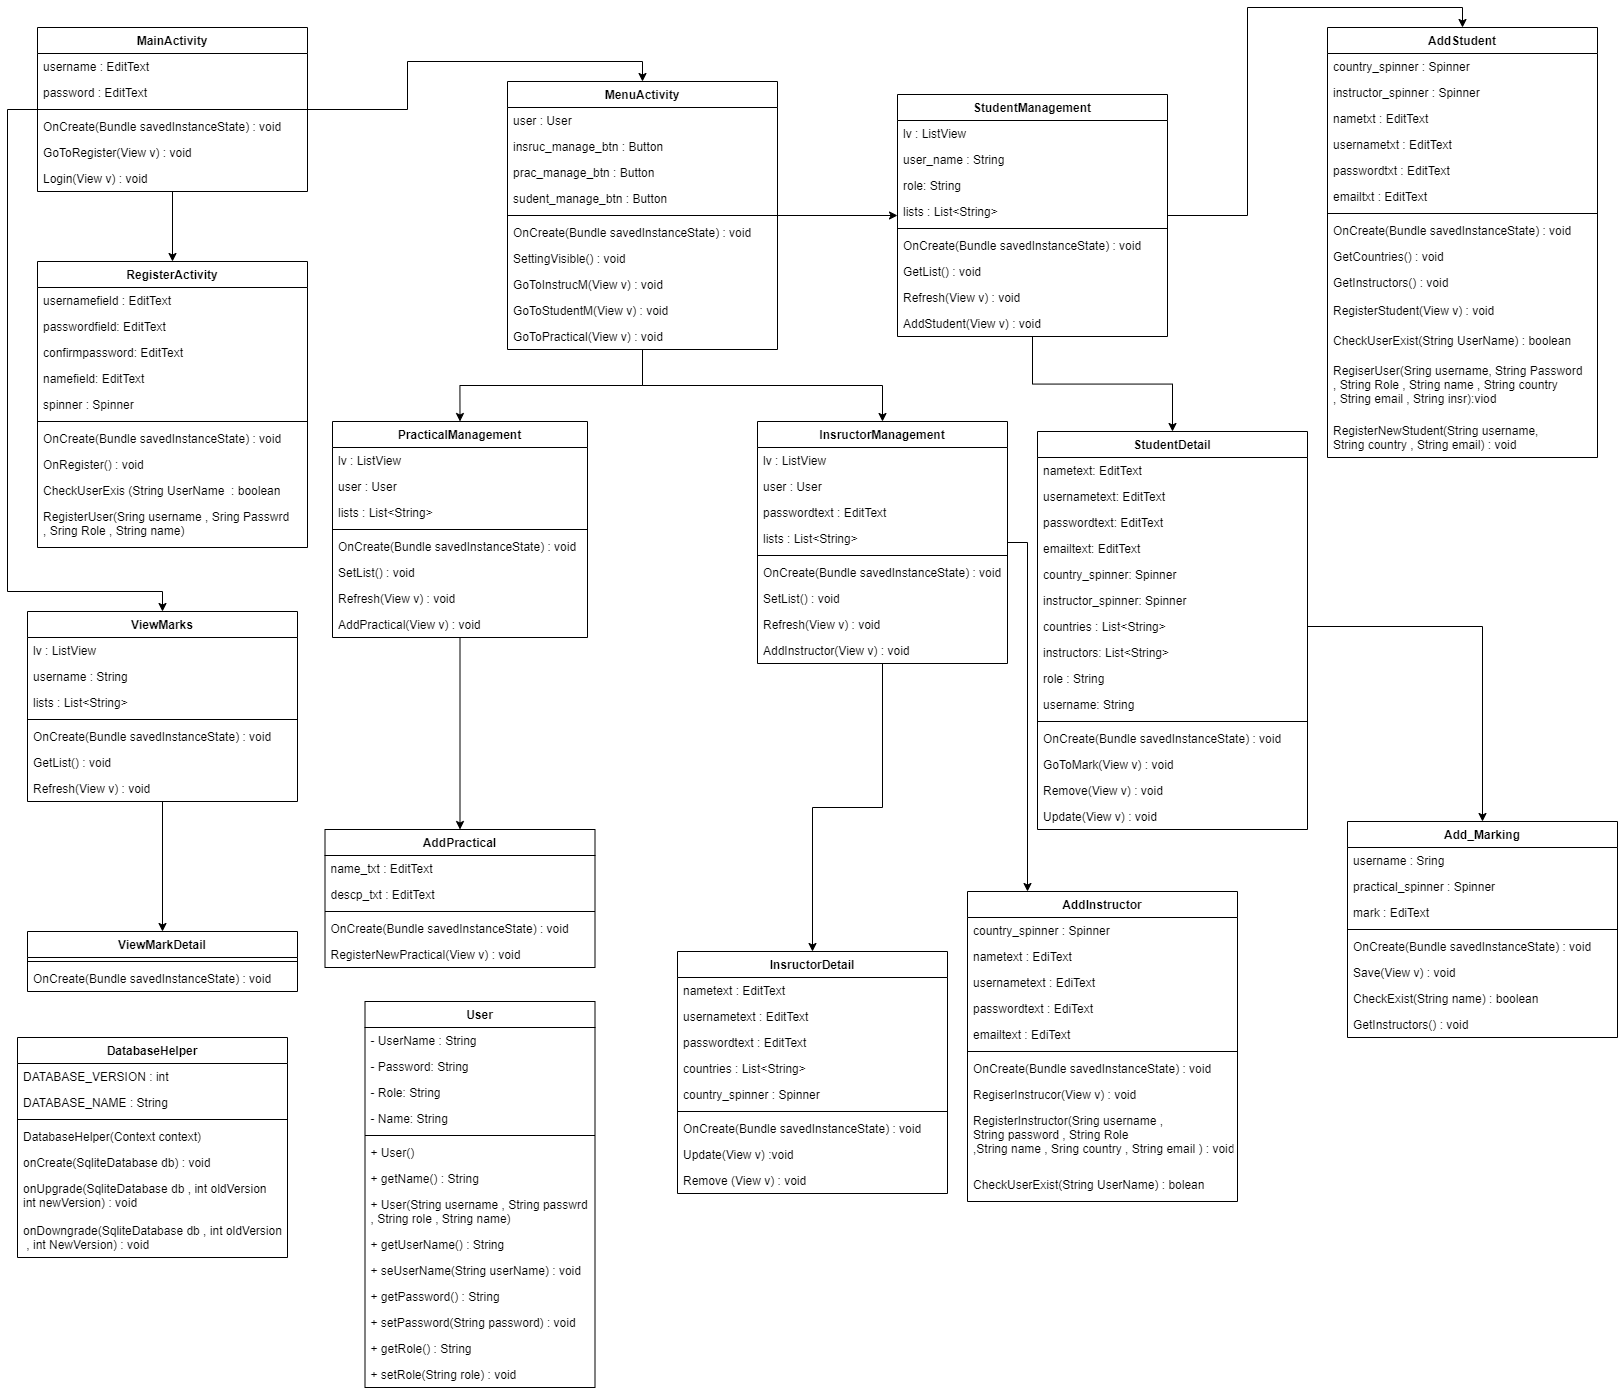 MainActivity
username : EditText
password : EditText
OnCreate(Bundle savedInstanceState) : void
GoToRegister(View v) : void
Login(View v) : void
RegisterActivity
usernamefield : EditText
passwordfield: EditText
confirmpassword: EditText
namefield: EditText
spinner : Spinner
OnCreate(Bundle savedInstanceState) : void
OnRegister() : void
CheckUserExis (String UserName  : boolean
RegisterUser(Sring username , Sring Passwrd
, Sring Role , String name)
ViewMarks
lv : ListView
username : String
lists : List<String>
OnCreate(Bundle savedInstanceState) : void
GetList() : void
Refresh(View v) : void
ViewMarkDetail
OnCreate(Bundle savedInstanceState) : void
DatabaseHelper
DATABASE_VERSION : int
DATABASE_NAME : String
DatabaseHelper(Context context)
onCreate(SqliteDatabase db) : void
onUpgrade(SqliteDatabase db , int oldVersion
int newVersion) : void
onDowngrade(SqliteDatabase db , int oldVersion
, int NewVersion) : void
MenuActivity
user : User
insruc_manage_btn : Button
prac_manage_btn : Button
sudent_manage_btn : Button
OnCreate(Bundle savedInstanceState) : void
SettingVisible() : void
GoToInstrucM(View v) : void
GoToStudentM(View v) : void
GoToPractical(View v) : void
PracticalManagement
lv : ListView
user : User
lists : List<String>
OnCreate(Bundle savedInstanceState) : void
SetList() : void
Refresh(View v) : void
AddPractical(View v) : void
AddPractical
name_txt : EditText
descp_txt : EditText
OnCreate(Bundle savedInstanceState) : void
RegisterNewPractical(View v) : void
User
- UserName : String
- Password: String
- Role: String
- Name: String
+ User()
+ getName() : String
+ User(String username , String passwrd
, String role , String name)
+ getUserName() : String
+ seUserName(String userName) : void
+ getPassword() : String
+ setPassword(String password) : void
+ getRole() : String
+ setRole(String role) : void
InsructorManagement
lv : ListView
user : User
passwordtext : EditText
lists : List<String>
OnCreate(Bundle savedInstanceState) : void
SetList() : void
Refresh(View v) : void
AddInstructor(View v) : void
InsructorDetail
nametext : EditText
usernametext : EditText
passwordtext : EditText
countries : List<String>
country_spinner : Spinner
OnCreate(Bundle savedInstanceState) : void
Update(View v) :void
Remove (View v) : void
StudentManagement
lv : ListView
user_name : String
role: String
lists : List<String>
OnCreate(Bundle savedInstanceState) : void
GetList() : void
Refresh(View v) : void
AddStudent(View v) : void
StudentDetail
nametext: EditText
usernametext: EditText
passwordtext: EditText
emailtext: EditText
country_spinner: Spinner
instructor_spinner: Spinner
countries : List<String>
instructors: List<String>
role : String
username: String
OnCreate(Bundle savedInstanceState) : void
GoToMark(View v) : void
Remove(View v) : void
Update(View v) : void
AddInstructor
country_spinner : Spinner
nametext : EdiText
usernametext : EdiText
passwordtext : EdiText
emailtext : EdiText
OnCreate(Bundle savedInstanceState) : void
RegiserInstrucor(View v) : void
RegisterInstructor(Sring username ,
String password , String Role
,String name , Sring country , String email ) : void
CheckUserExist(String UserName) : bolean
AddStudent
country_spinner : Spinner
instructor_spinner : Spinner
nametxt : EditText
usernametxt : EditText
passwordtxt : EditText
emailtxt : EditText
OnCreate(Bundle savedInstanceState) : void
GetCountries() : void
GetInstructors() : void
RegisterStudent(View v) : void
CheckUserExist(String UserName) : boolean
RegiserUser(Sring username, String Password
, String Role , String name , String country
, String email , String insr):viod
RegisterNewStudent(String username,
String country , String email) : void
Add_Marking
username : Sring
practical_spinner : Spinner
mark : EdiText
OnCreate(Bundle savedInstanceState) : void
Save(View v) : void
CheckExist(String name) : boolean
GetInstructors() : void